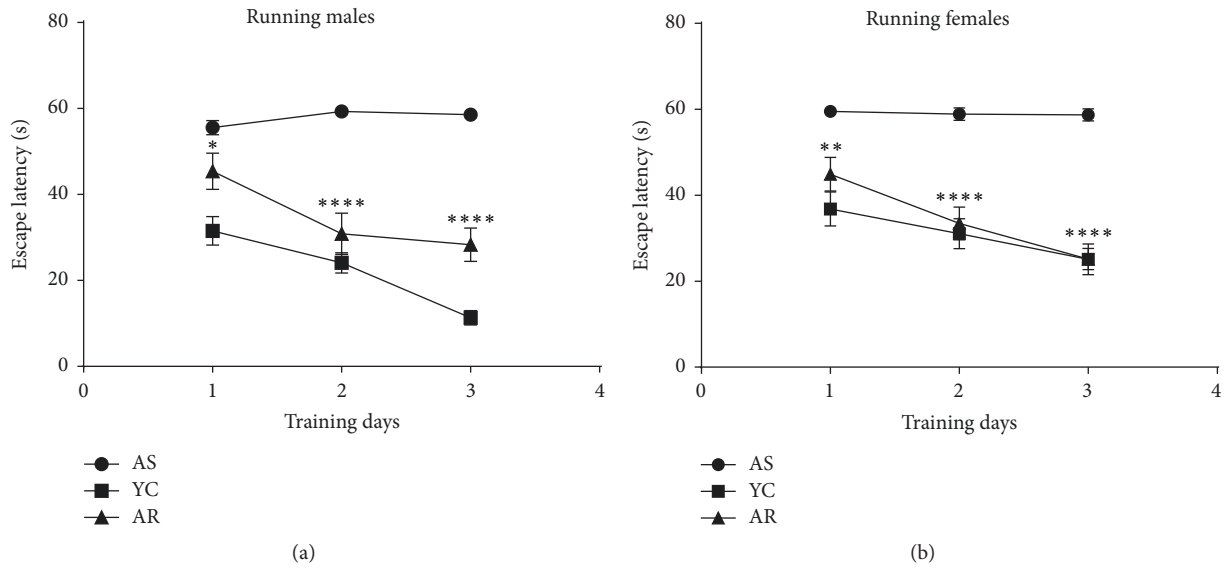 Running males
80
60
40
20
0
Escape latency (s)
*
****
****
0 1 2 3 4
Training days
AS
YC
AR
(a)
Running females
80
60
40
20
0
Escape latency (s)
**
****
****
0 1 2 3 4
Training days
AS
YC
AR
(b)